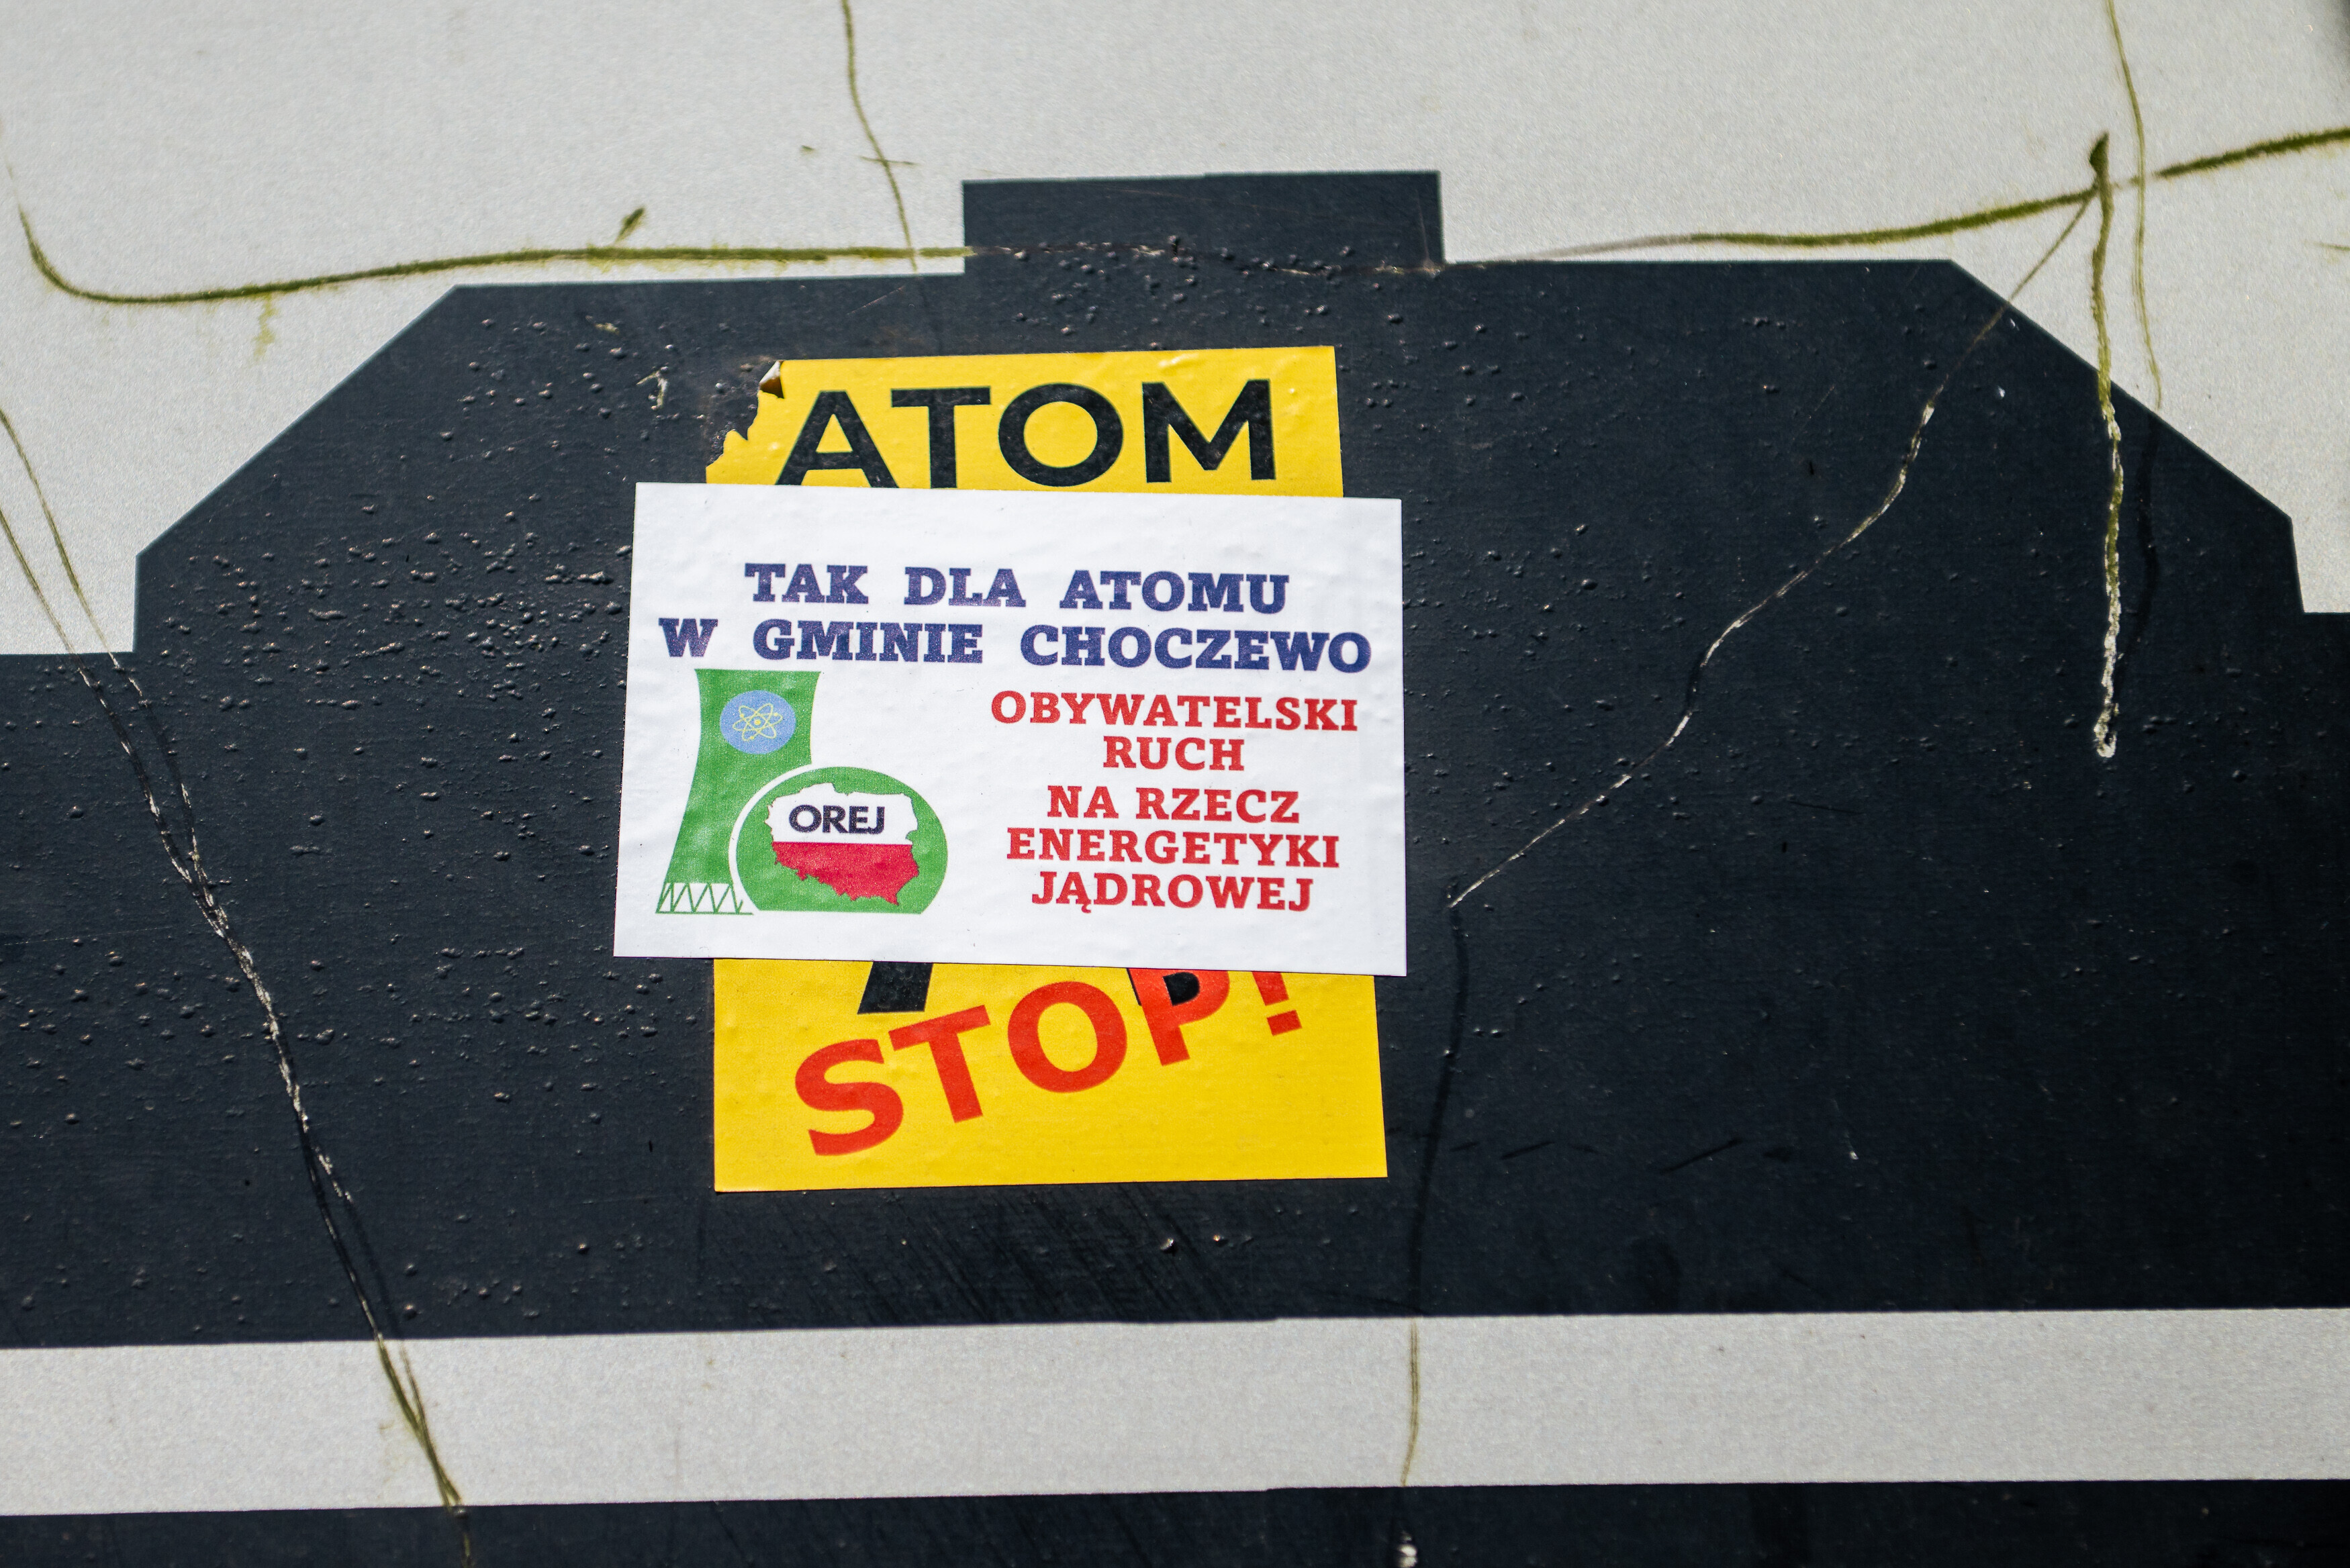 ATOM
TAK DLA ATOMU
W GMINIE CHOCZEWO
OREJ
OBYWATELSKI
RUCH
NA RZECZ
ENERGETYKI
JĄDROWEJ
STOP!